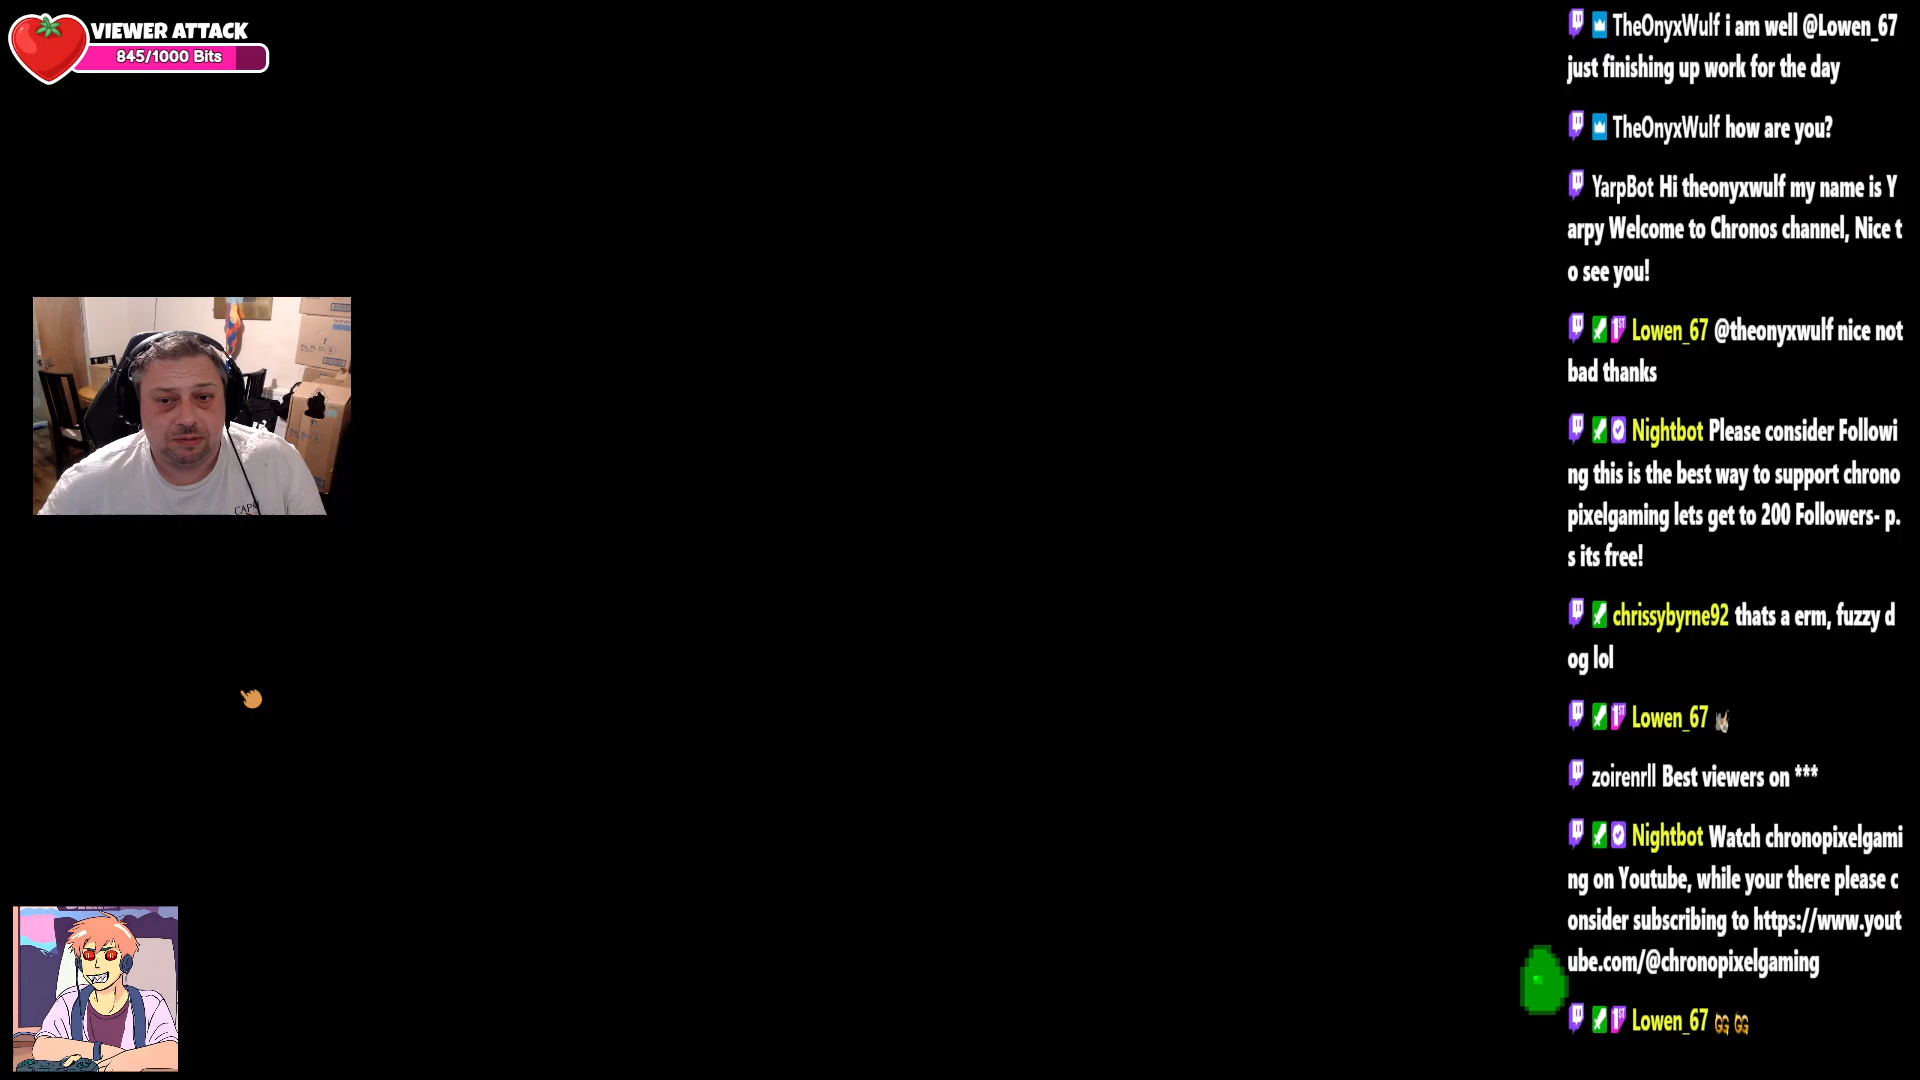 VIEWER ATTACK
845/1000 Bits
TheOnyxWulf i am well @Lowen_67
just finishing up work for the day
TheOnyxWulf how are you?
YarpBot Hi theonyxwulf my name is Y
arpy Welcome to Chronos channel, Nice t
o see you!
Lowen_67 @theonyxwulf nice not
bad thanks
Nightbot Please consider Followi
ng this is the best way to support chrono
pixelgaming lets get to 200 Followers- p.
s its free!
chrissybyrne92 thats a erm, fuzzy d
og lol
Lowen_67
zoirenrll Best viewers on ***
Nightbot Watch chronopixelgami
ng on Youtube, while your there please c
onsider subscribing to https://www.yout
ube.com/@chronopixelgaming
Lowen_67 GG GG